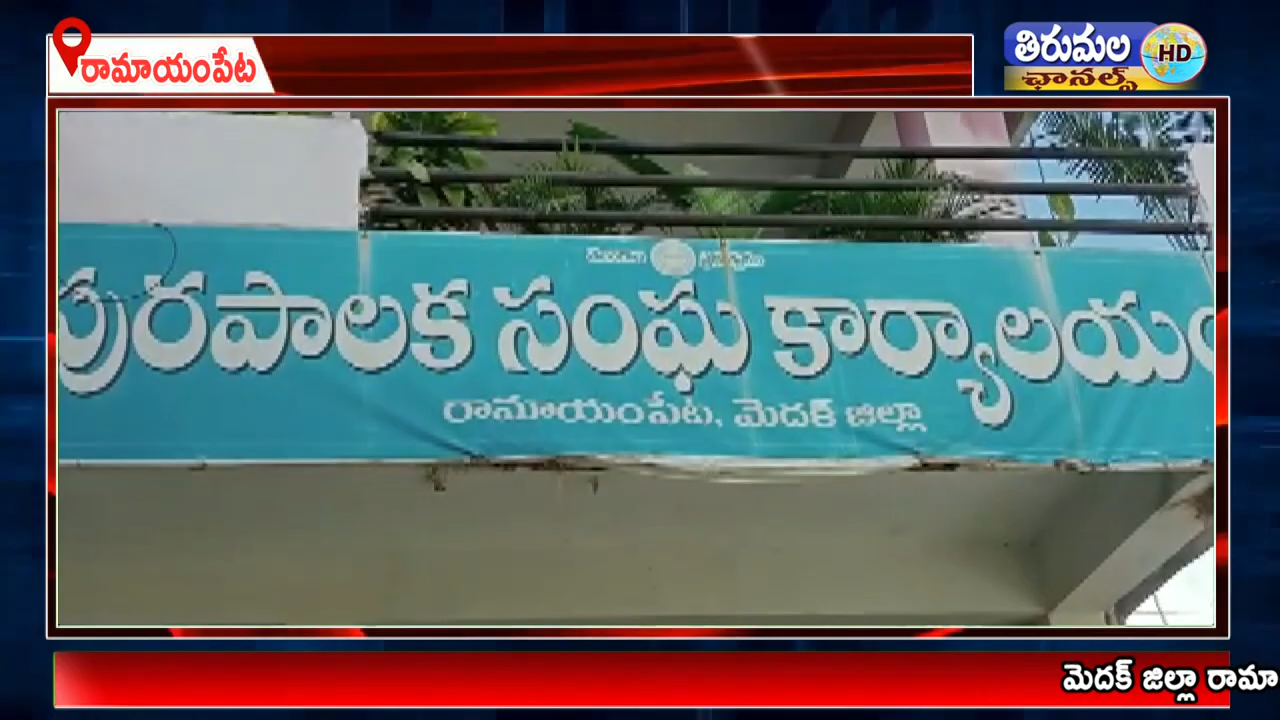 రామాయంపేట
తిరుమల
ఛానల్స్
HD
పురపాలక సంఘ కార్యాలయం
రామాయంపేట, మెదక్ జిల్లా
మెదక్ జిల్లా రామా